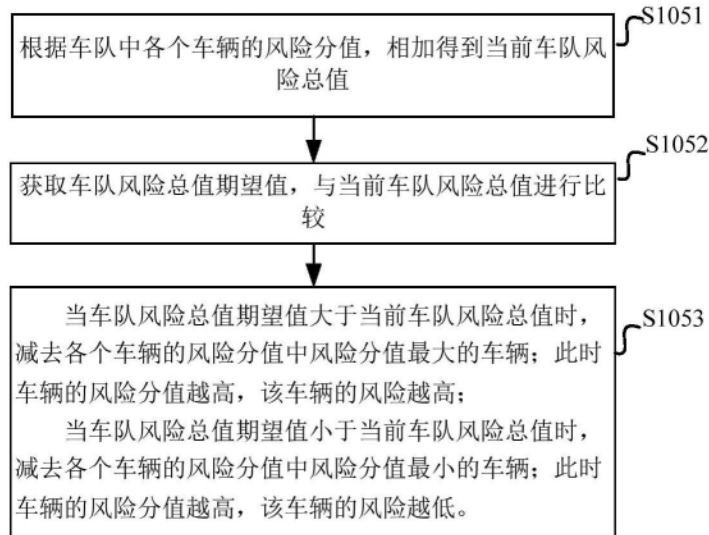 S1051
根据车队中各个车辆的风险分值，相加得到当前车队风
险总值
S1052
获取车队风险总值期望值，与当前车队风险总值进行比
较
S1053
当车队风险总值期望值大于当前车队风险总值时，
减去各个车辆的风险分值中风险分值最大的车辆；此时
车辆的风险分值越高，该车辆的风险越高；
当车队风险总值期望值小于当前车队风险总值时，
减去各个车辆的风险分值中风险分值最小的车辆；此时
车辆的风险分值越高，该车辆的风险越低。